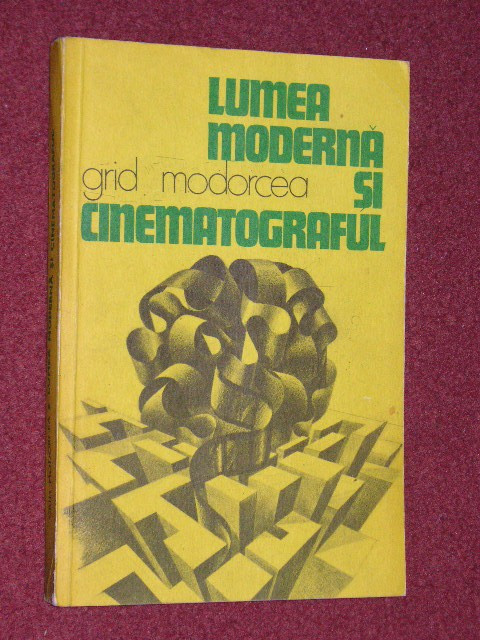 LUMEA
MODERNĂ
grid modorcea ȘI
CINEMATOGRAFUL